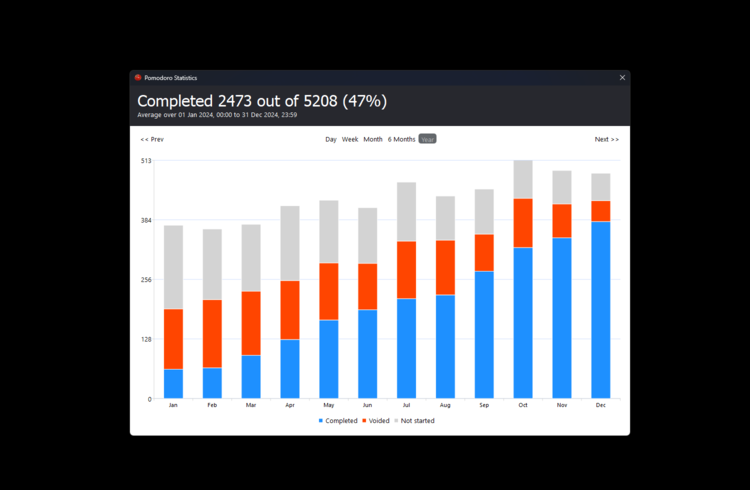 Pomodoro Statistics
Completed 2473 out of 5208 (47%)
Average over 01 Jan 2024, 00:00 to 31 Dec 2024, 23:59
<< Prev Day Week Month 6 Months Year Next >>
513
384
256
128
0
Jan Feb Mar Apr May Jun Jul Aug Sep Oct Nov Dec
Completed Voided Not started